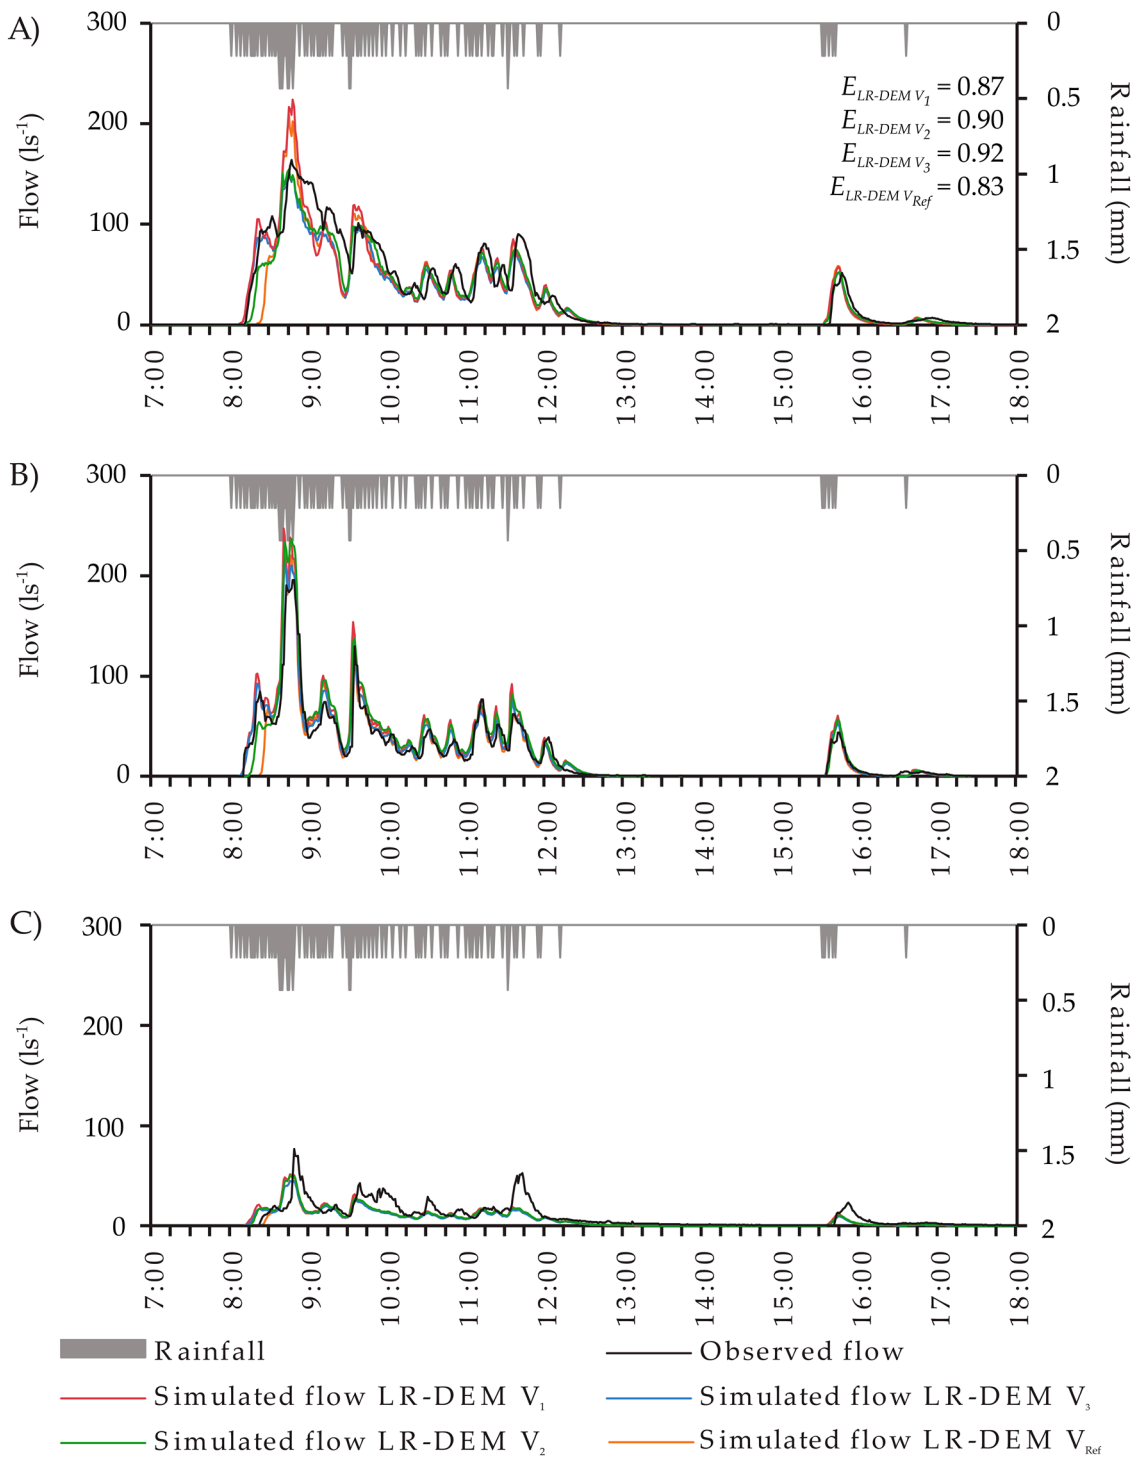 A)
Flow (ls⁻¹)
300
200
100
0
0
0.5
1
1.5
2
Rainfall (mm)
E_LR-DEM V₁ = 0.87
E_LR-DEM V₂ = 0.90
E_LR-DEM V₃ = 0.92
E_LR-DEM V_Ref = 0.83
7:00 8:00 9:00 10:00 11:00 12:00 13:00 14:00 15:00 16:00 17:00 18:00
B)
Flow (ls⁻¹)
300
200
100
0
0
0.5
1
1.5
2
Rainfall (mm)
7:00 8:00 9:00 10:00 11:00 12:00 13:00 14:00 15:00 16:00 17:00 18:00
C)
Flow (ls⁻¹)
300
200
100
0
0
0.5
1
1.5
2
Rainfall (mm)
7:00 8:00 9:00 10:00 11:00 12:00 13:00 14:00 15:00 16:00 17:00 18:00
Rainfall
Observed flow
Simulated flow LR-DEM V₁
Simulated flow LR-DEM V₃
Simulated flow LR-DEM V₂
Simulated flow LR-DEM V_Ref